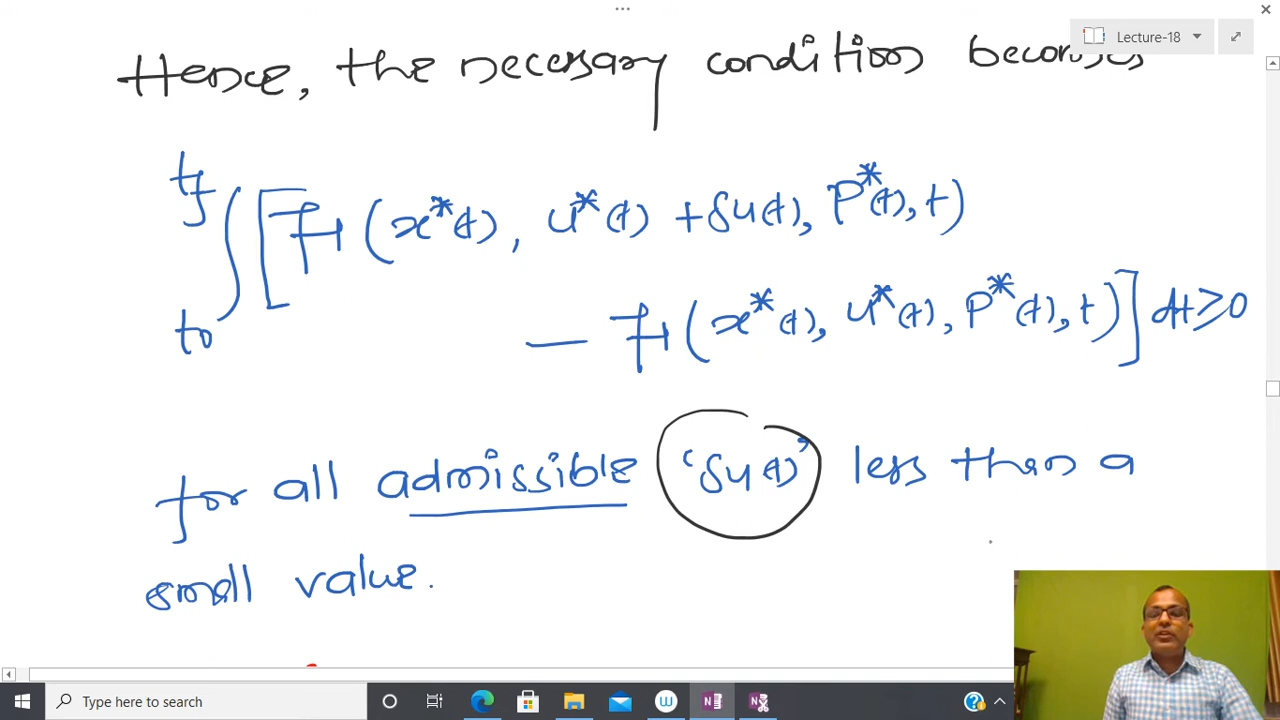 Lecture-18
Hence, the necessary condition becomes
tf
∫ [ℋ(x*(t), u*(t) + δu(t), p*(t), t)
t0
— ℋ(x*(t), u*(t), p*(t), t)] dt ≥ 0
for all admissible 'δu(t)' less than a
small value.
Type here to search